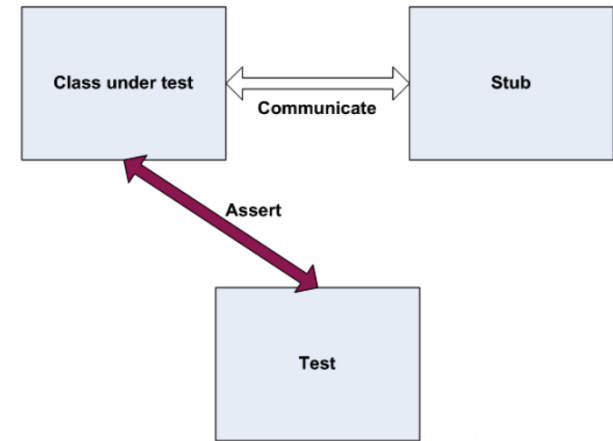 Class under test
Stub
Communicate
Assert
Test